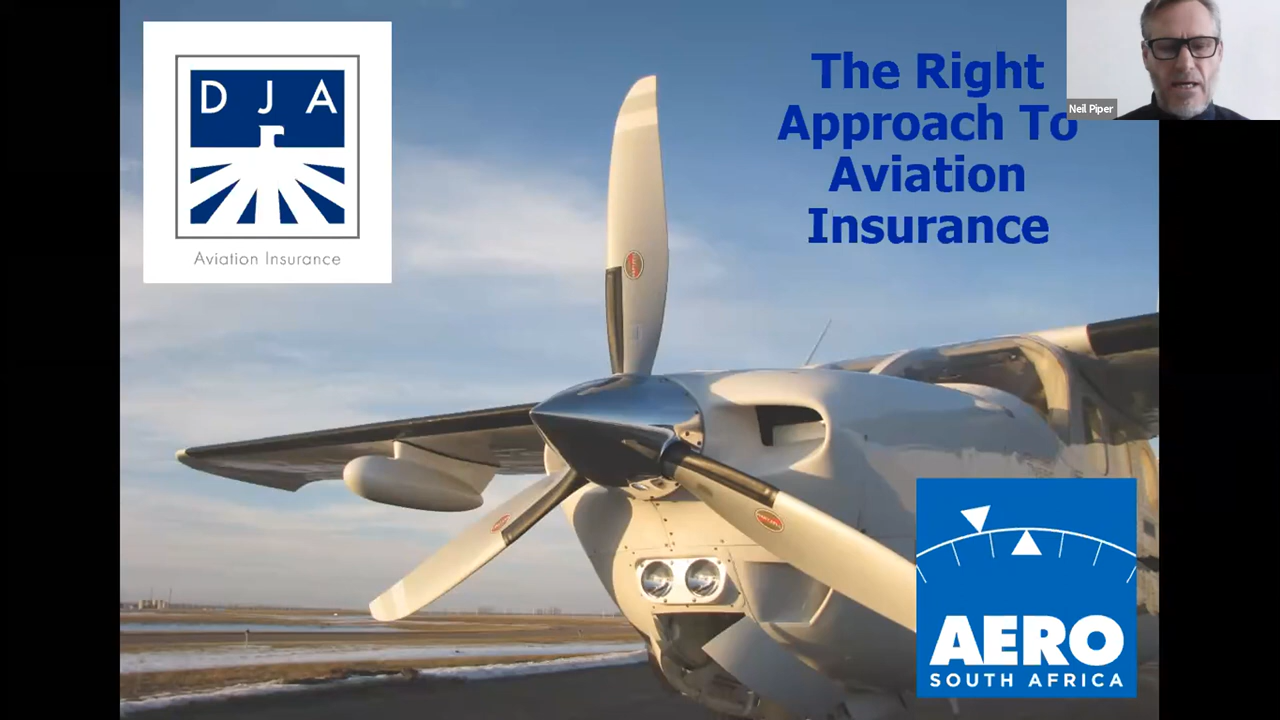 D J A
Aviation Insurance
The Right
Approach To
Aviation
Insurance
Neil Piper
AERO
SOUTH AFRICA